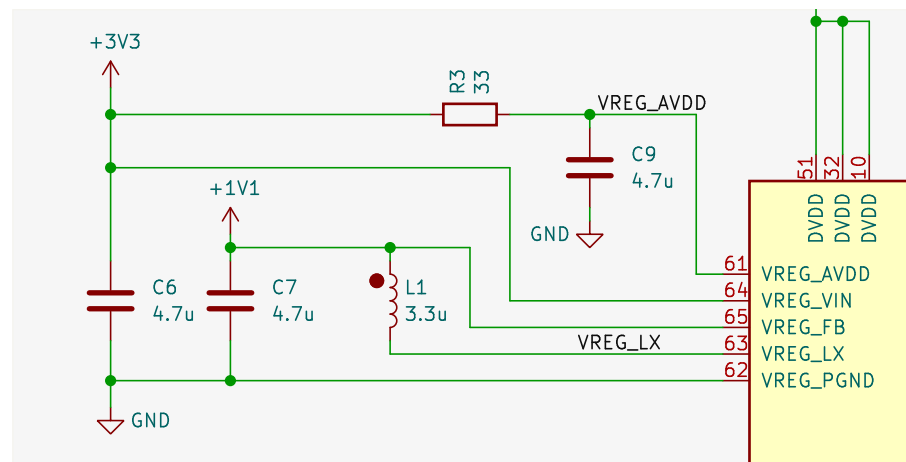 +3V3
R3
33
VREG_AVDD
C9
4.7u
GND
+1V1
51
32
10
DVDD
DVDD
DVDD
C6
4.7u
C7
4.7u
L1
3.3u
VREG_LX
61
VREG_AVDD
64
VREG_VIN
65
VREG_FB
63
VREG_LX
62
VREG_PGND
GND